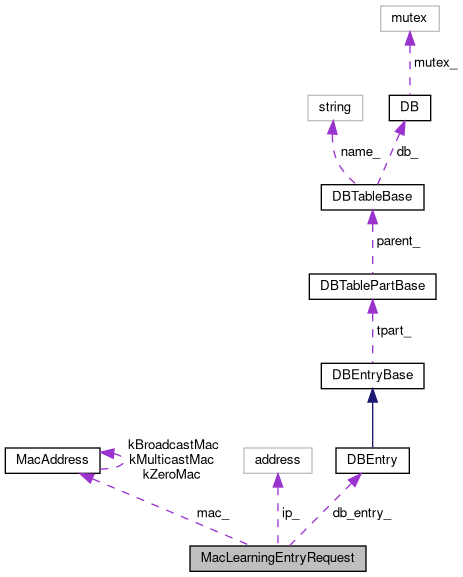 mutex
mutex_
string
DB
name_
db_
DBTableBase
parent_
DBTablePartBase
tpart_
DBEntryBase
kBroadcastMac
kMulticastMac
kZeroMac
MacAddress
address
DBEntry
mac_
ip_
db_entry_
MacLearningEntryRequest